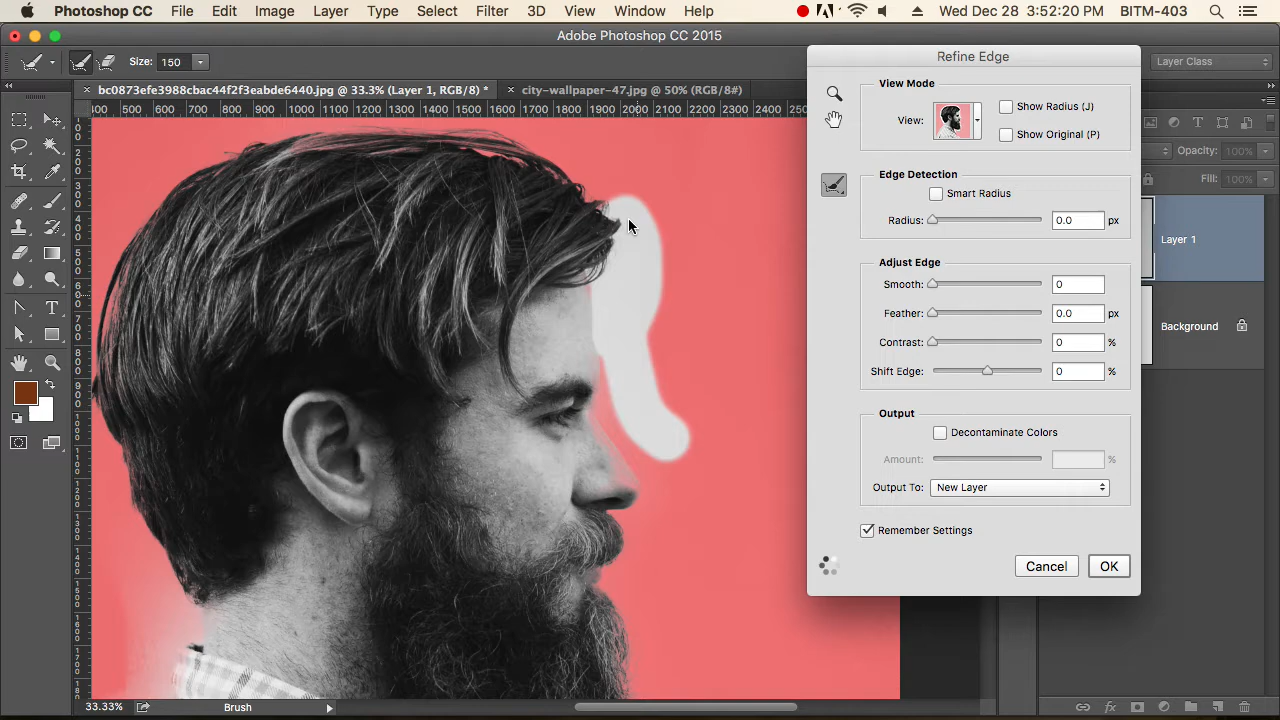 Photoshop CC File Edit Image Layer Type Select Filter 3D View Window Help Wed Dec 28 3:52:20 PM BITM-403
Adobe Photoshop CC 2015
Size: 150
Layer Class
bc0873efe3988cbac44f2f3eabde6440.jpg @ 33.3% (Layer 1, RGB/8) *
city-wallpaper-47.jpg @ 50% (RGB/8#)
400 500 600 700 800 900 1000 1100 1200 1300 1400 1500 1600 1700 1800 1900 2000 2100 2200 2300 2400 2500
Refine Edge
View Mode
View:
Show Radius (J)
Show Original (P)
Edge Detection
Smart Radius
Radius: 0.0 px
Adjust Edge
Smooth: 0
Feather: 0.0 px
Contrast: 0 %
Shift Edge: 0 %
Output
Decontaminate Colors
Amount: %
Output To: New Layer
Remember Settings
Cancel OK
Opacity: 100%
Fill: 100%
Layer 1
Background
33.33%
Brush